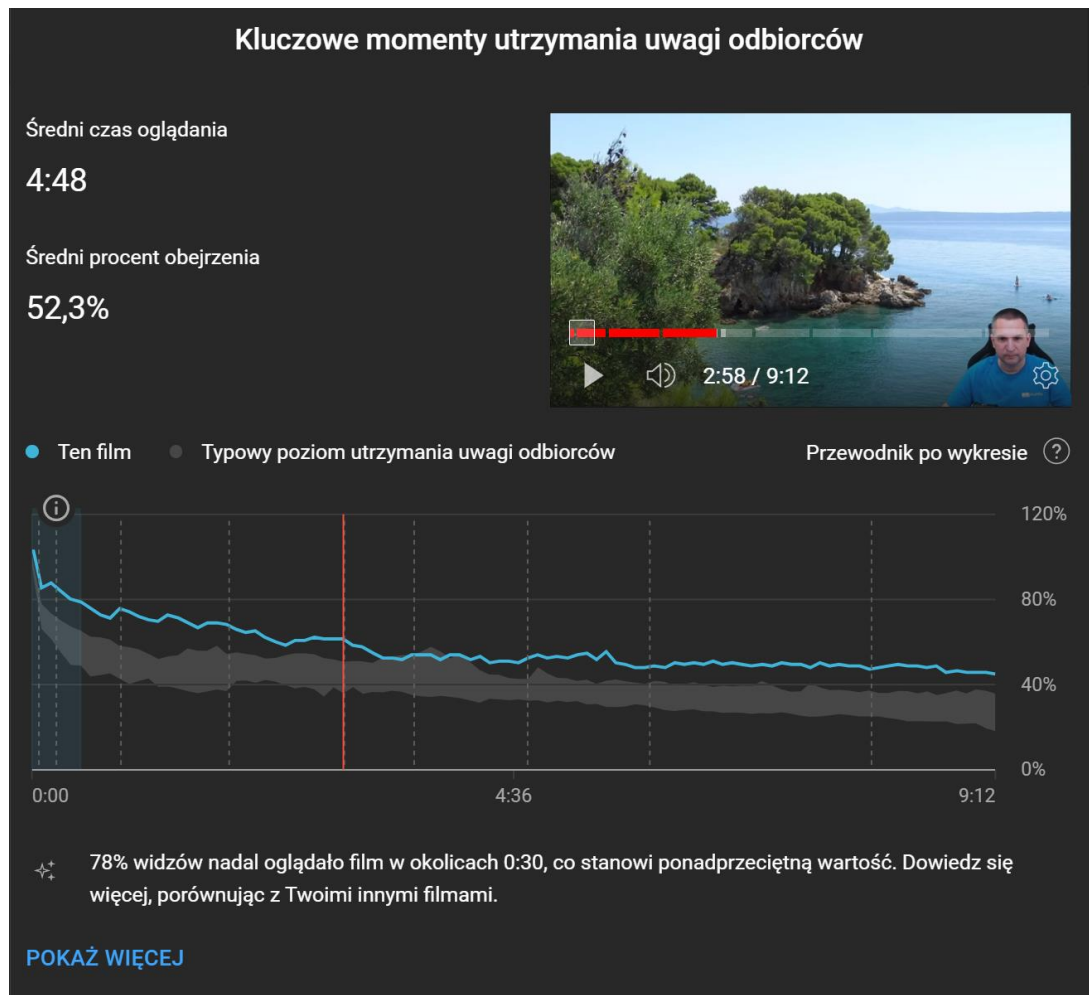 Kluczowe momenty utrzymania uwagi odbiorców
Średni czas oglądania
4:48
Średni procent obejrzenia
52,3%
2:58 / 9:12
Ten film
Typowy poziom utrzymania uwagi odbiorców
Przewodnik po wykresie
120%
80%
40%
0%
0:00
4:36
9:12
78% widzów nadal oglądało film w okolicach 0:30, co stanowi ponadprzeciętną wartość. Dowiedz się
więcej, porównując z Twoimi innymi filmami.
POKAŻ WIĘCEJ